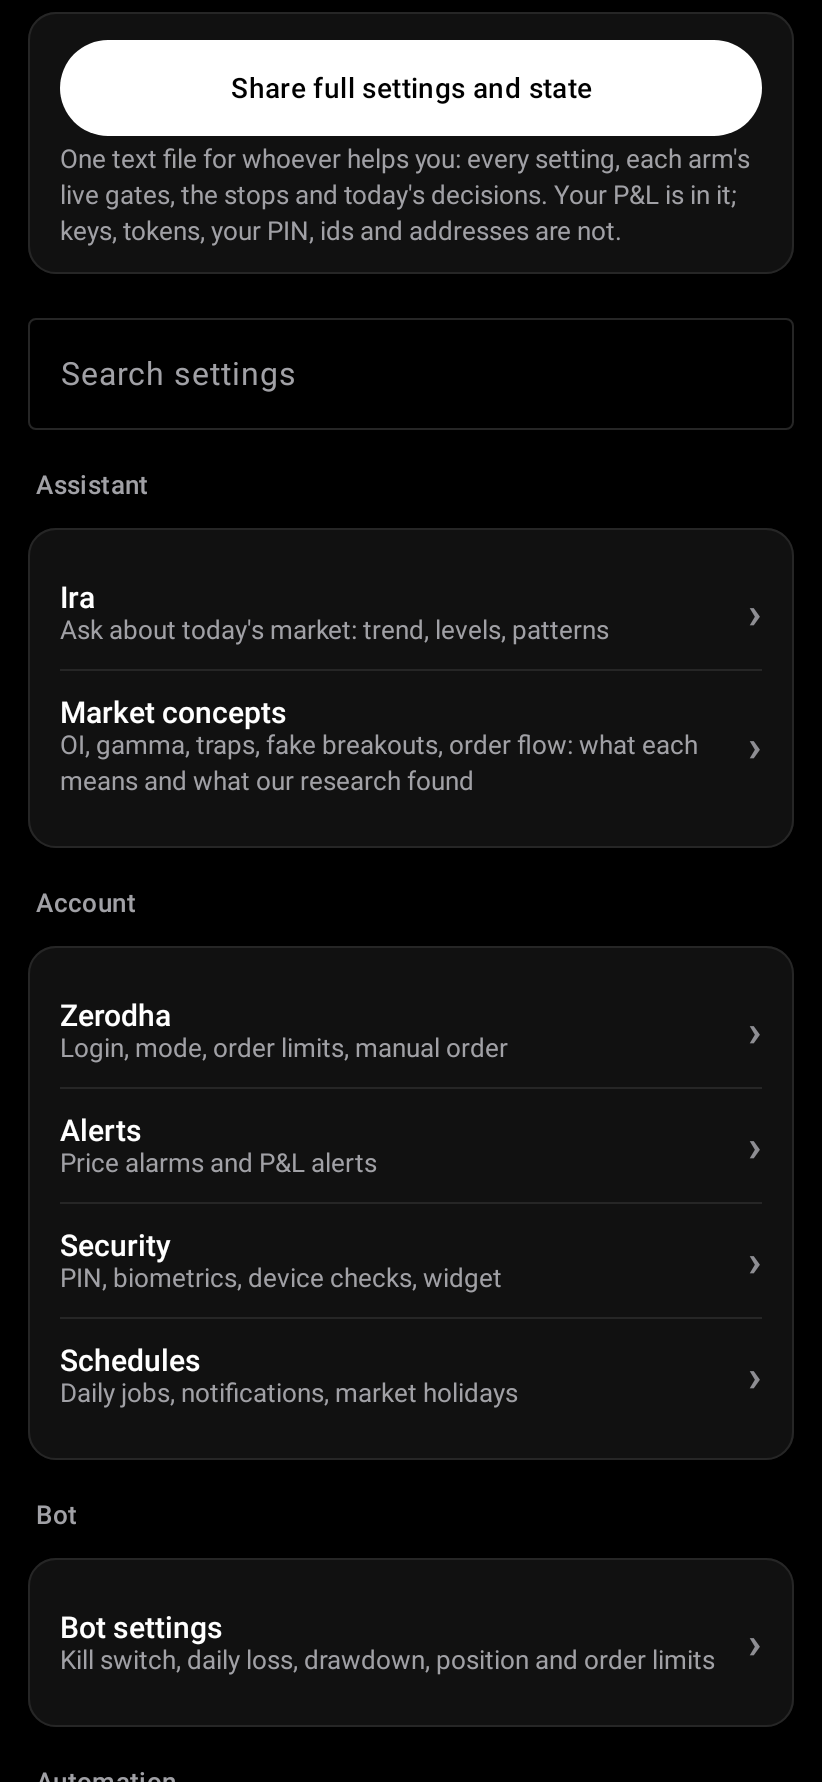 Share full settings and state
One text file for whoever helps you: every setting, each arm's
live gates, the stops and today's decisions. Your P&L is in it;
keys, tokens, your PIN, ids and addresses are not.
Search settings
Assistant
Ira
Ask about today's market: trend, levels, patterns
Market concepts
OI, gamma, traps, fake breakouts, order flow: what each
means and what our research found
Account
Zerodha
Login, mode, order limits, manual order
Alerts
Price alarms and P&L alerts
Security
PIN, biometrics, device checks, widget
Schedules
Daily jobs, notifications, market holidays
Bot
Bot settings
Kill switch, daily loss, drawdown, position and order limits
Automation